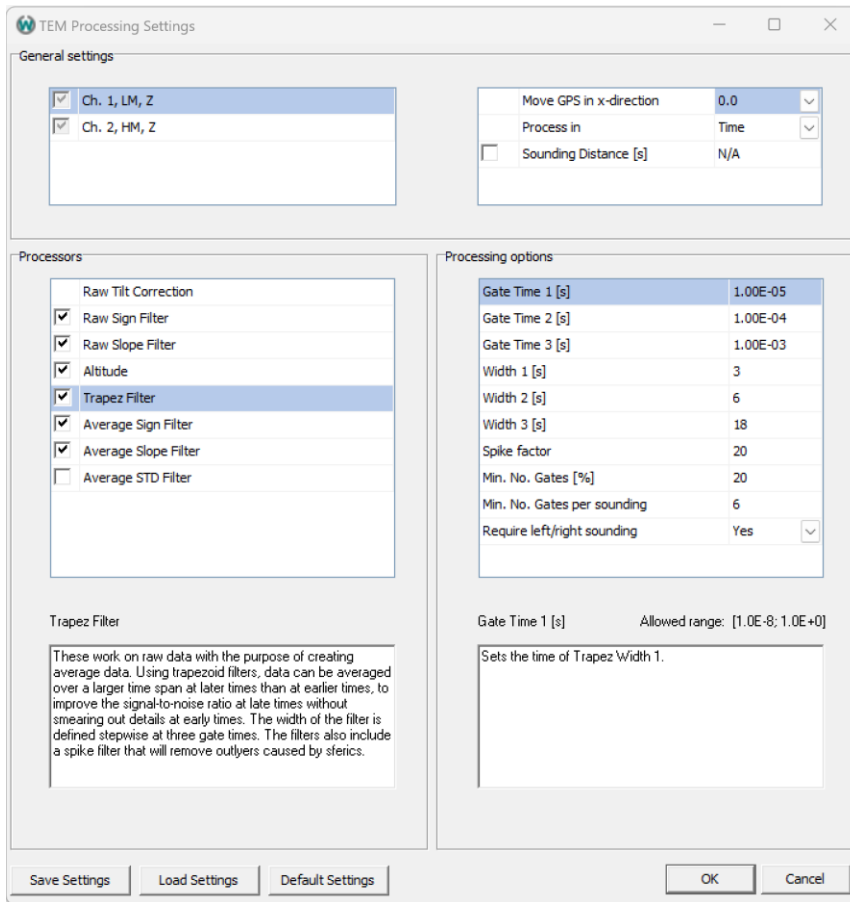 TEM Processing Settings
General settings
Ch. 1, LM, Z
Ch. 2, HM, Z
Move GPS in x-direction 0.0
Process in Time
Sounding Distance [s] N/A
Processors
Raw Tilt Correction
Raw Sign Filter
Raw Slope Filter
Altitude
Trapez Filter
Average Sign Filter
Average Slope Filter
Average STD Filter
Trapez Filter
These work on raw data with the purpose of creating
average data. Using trapezoid filters, data can be averaged
over a larger time span at later times than at earlier times, to
improve the signal-to-noise ratio at late times without
smearing out details at early times. The width of the filter is
defined stepwise at three gate times. The filters also include
a spike filter that will remove outlyers caused by sferics.
Processing options
Gate Time 1 [s] 1.00E-05
Gate Time 2 [s] 1.00E-04
Gate Time 3 [s] 1.00E-03
Width 1 [s] 3
Width 2 [s] 6
Width 3 [s] 18
Spike factor 20
Min. No. Gates [%] 20
Min. No. Gates per sounding 6
Require left/right sounding Yes
Gate Time 1 [s] Allowed range: [1.0E-8; 1.0E+0]
Sets the time of Trapez Width 1.
Save Settings Load Settings Default Settings OK Cancel